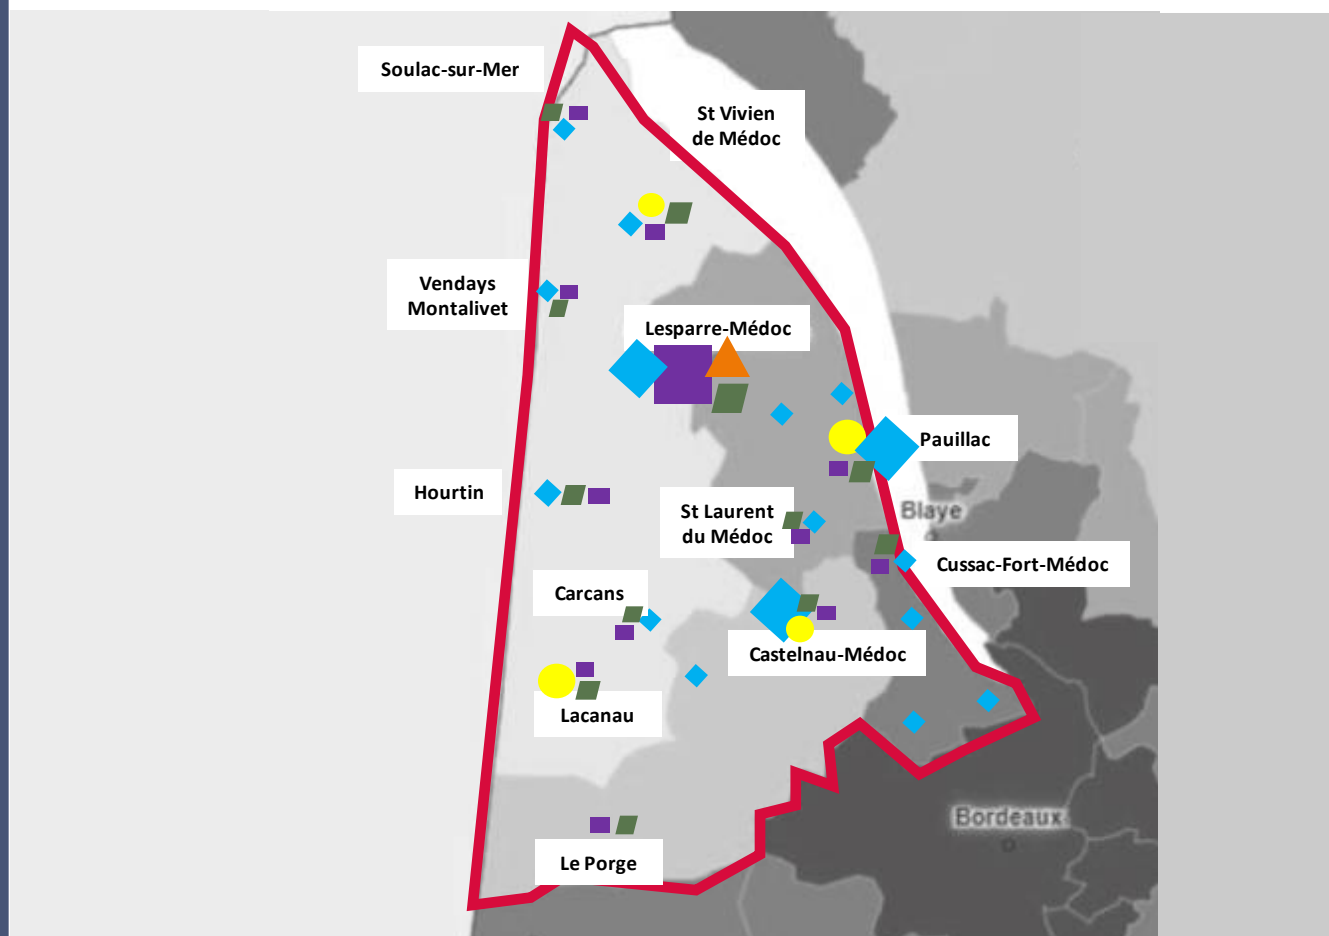 Soulac-sur-Mer
St Vivien
de Médoc
Vendays
Montalivet
Lesparre-Médoc
Pauillac
Hourtin
St Laurent
du Médoc
Blaye
Cussac-Fort-Médoc
Carcans
Castelnau-Médoc
Lacanau
Bordeaux
Le Porge